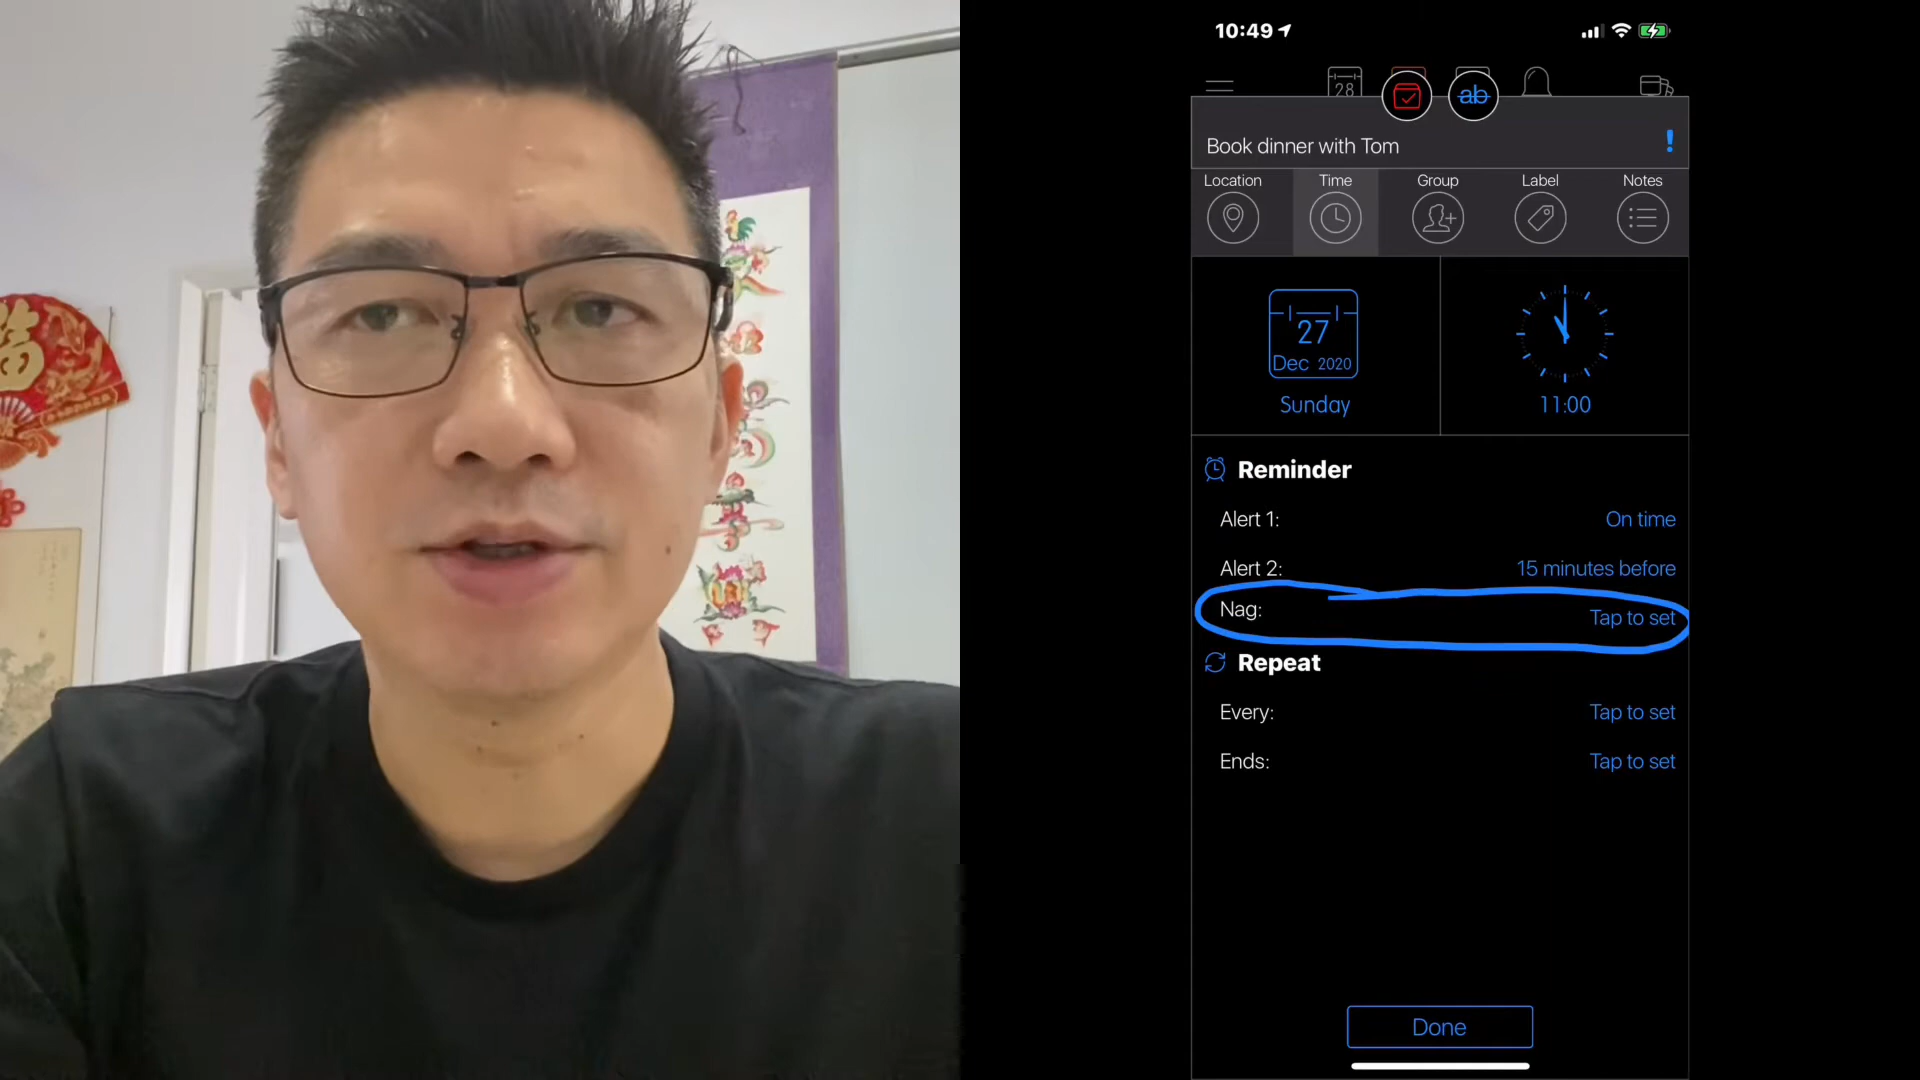 福
10:49
28
ab
Book dinner with Tom
!
Location Time Group Label Notes
27
Dec 2020
Sunday
11:00
Reminder
Alert 1: On time
Alert 2: 15 minutes before
Nag: Tap to set
Repeat
Every: Tap to set
Ends: Tap to set
Done